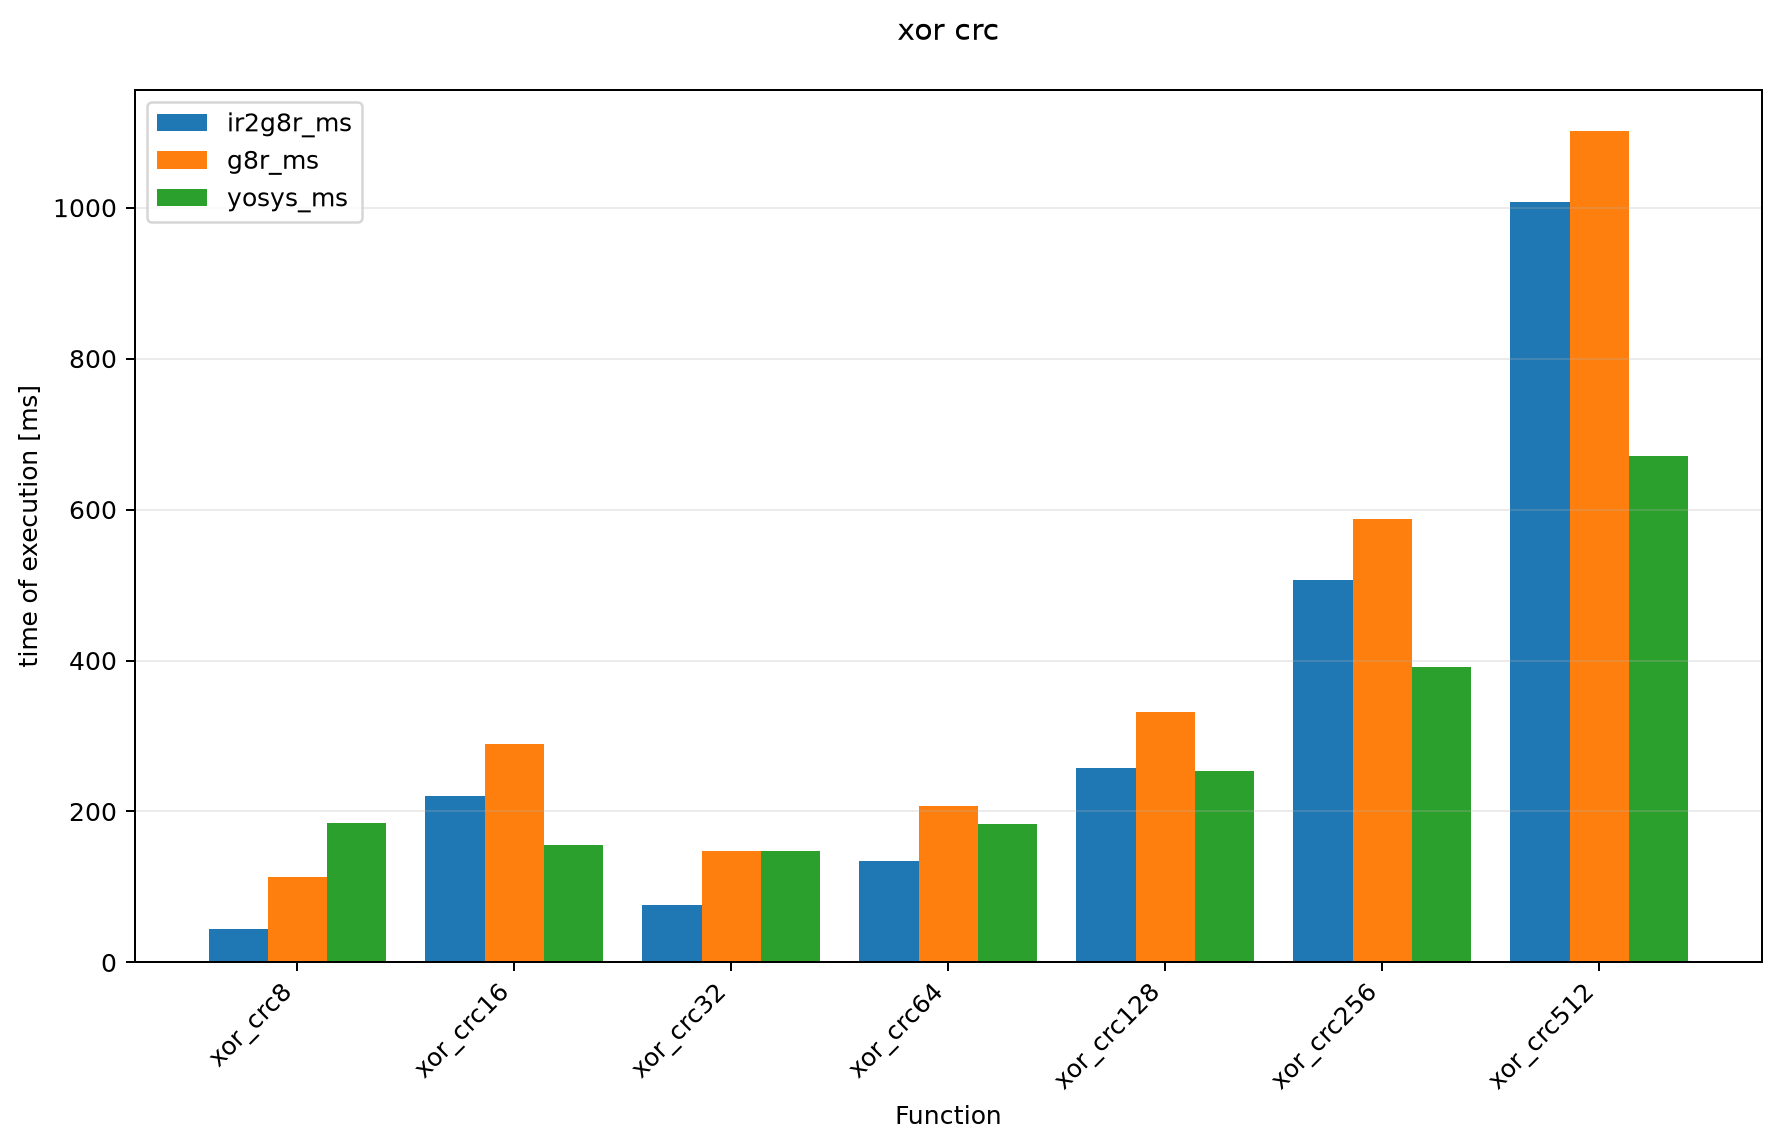 xor crc
ir2g8r_ms
g8r_ms
yosys_ms
time of execution [ms]
1000
800
600
400
200
0
xor_crc8
xor_crc16
xor_crc32
xor_crc64
xor_crc128
xor_crc256
xor_crc512
Function